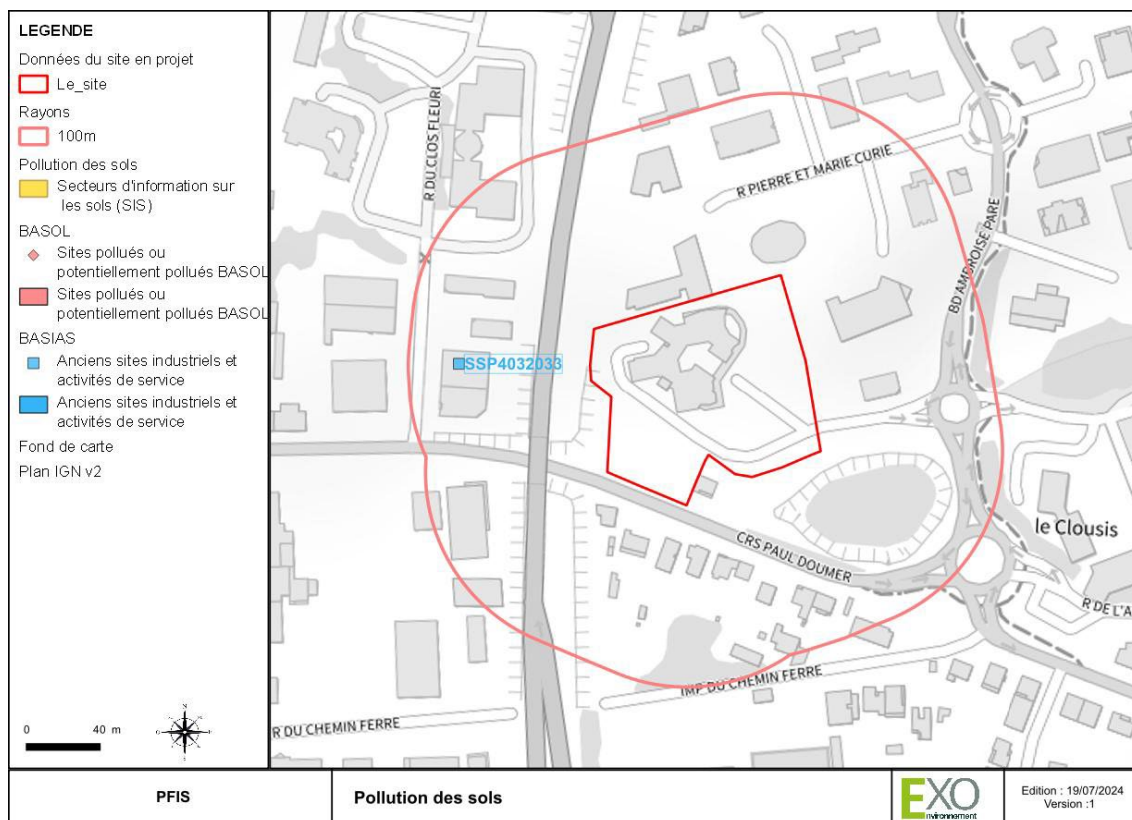 LEGENDE
Données du site en projet
Le_site
Rayons
100m
Pollution des sols
Secteurs d'information sur
les sols (SIS)
BASOL
Sites pollués ou
potentiellement pollués BASOL
Sites pollués ou
potentiellement pollués BASOL
BASIAS
Anciens sites industriels et
activités de service
Anciens sites industriels et
activités de service
Fond de carte
Plan IGN v2
0 40 m
N
R DU CLOS FLEURI
R PIERRE ET MARIE CURIE
BD AMBROISE PARE
SSP4032033
CRS PAUL DOUMER
le Clousis
R DE L'A
IMP DU CHEMIN FERRE
R DU CHEMIN FERRE
PFIS
Pollution des sols
EXO
nvironnement
Edition : 19/07/2024
Version :1